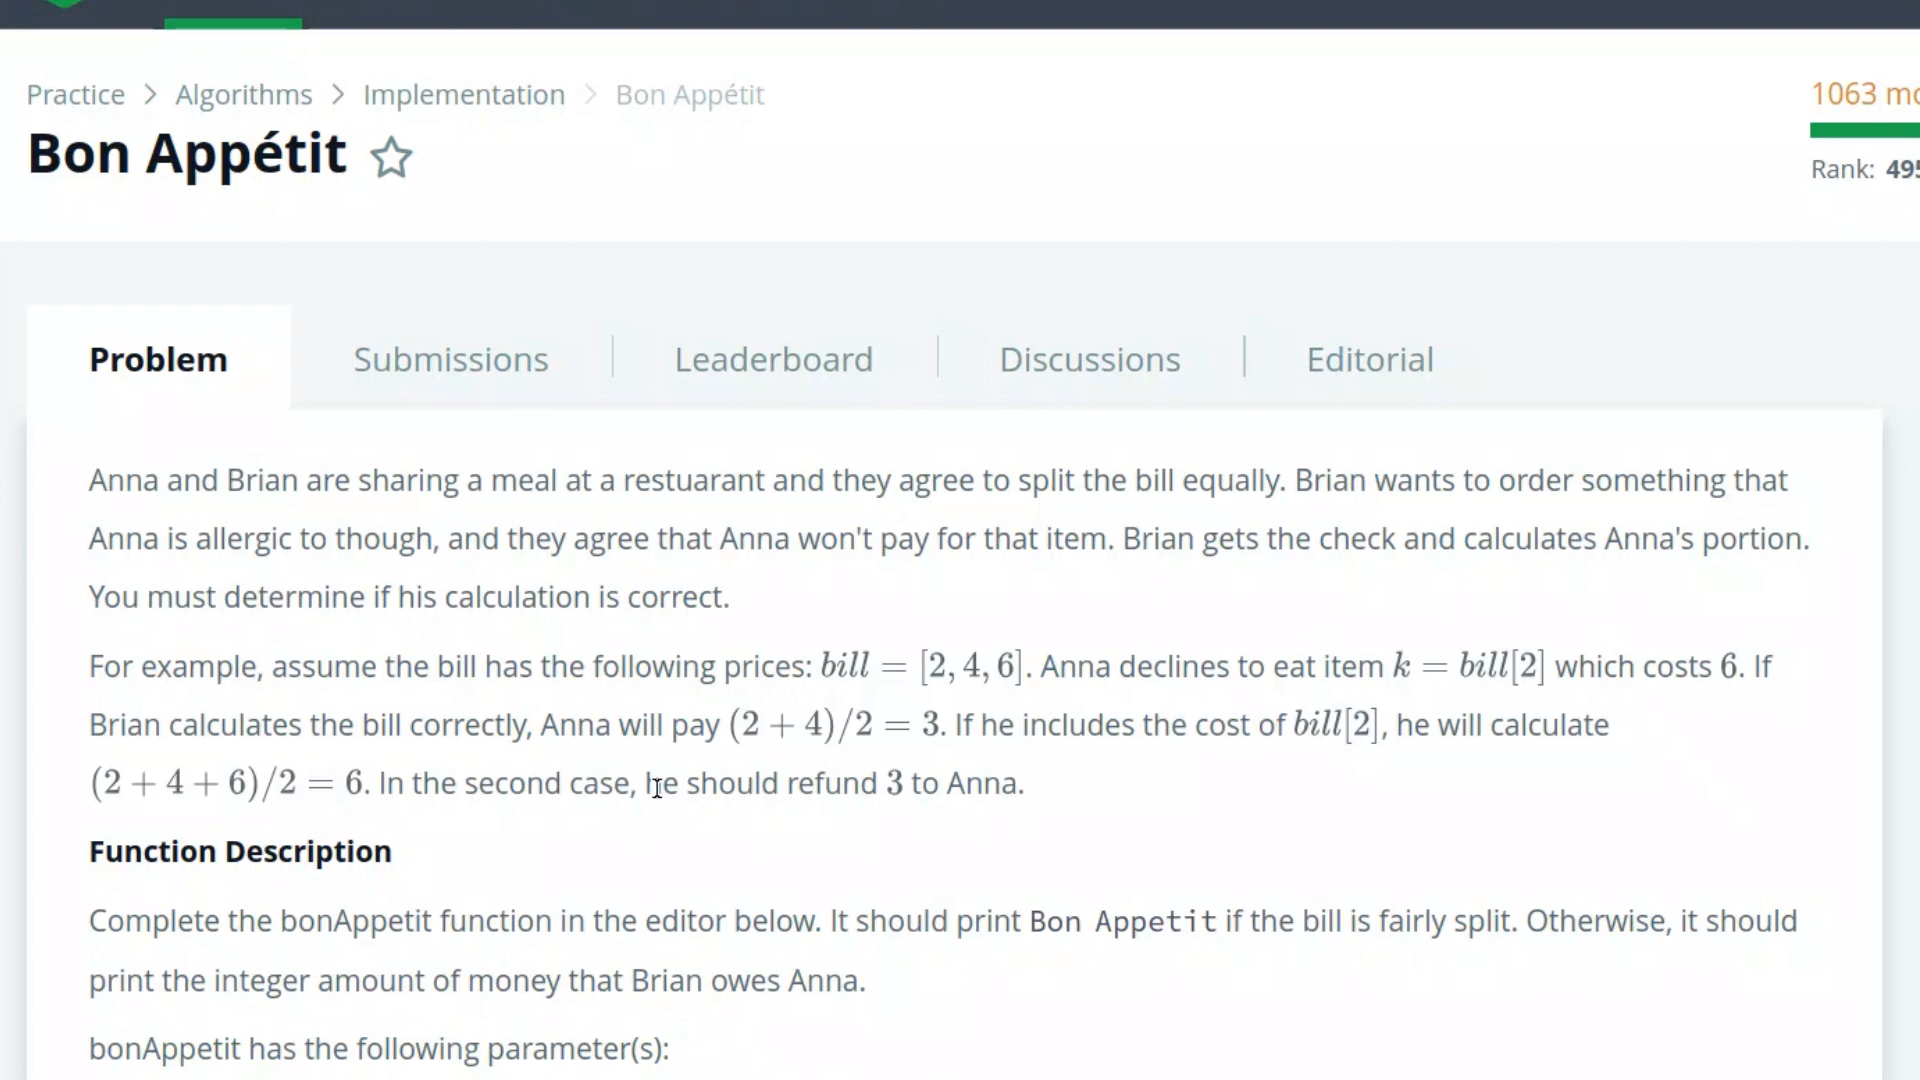 Practice > Algorithms > Implementation > Bon Appétit
1063
Bon Appétit
Rank:
Problem
Submissions
Leaderboard
Discussions
Editorial
Anna and Brian are sharing a meal at a restuarant and they agree to split the bill equally. Brian wants to order something that
Anna is allergic to though, and they agree that Anna won't pay for that item. Brian gets the check and calculates Anna's portion.
You must determine if his calculation is correct.
For example, assume the bill has the following prices: bill = [2, 4, 6]. Anna declines to eat item k = bill[2] which costs 6. If
Brian calculates the bill correctly, Anna will pay (2 + 4)/2 = 3. If he includes the cost of bill[2], he will calculate
(2 + 4 + 6)/2 = 6. In the second case, he should refund 3 to Anna.
Function Description
Complete the bonAppetit function in the editor below. It should print Bon Appetit if the bill is fairly split. Otherwise, it should
print the integer amount of money that Brian owes Anna.
bonAppetit has the following parameter(s):